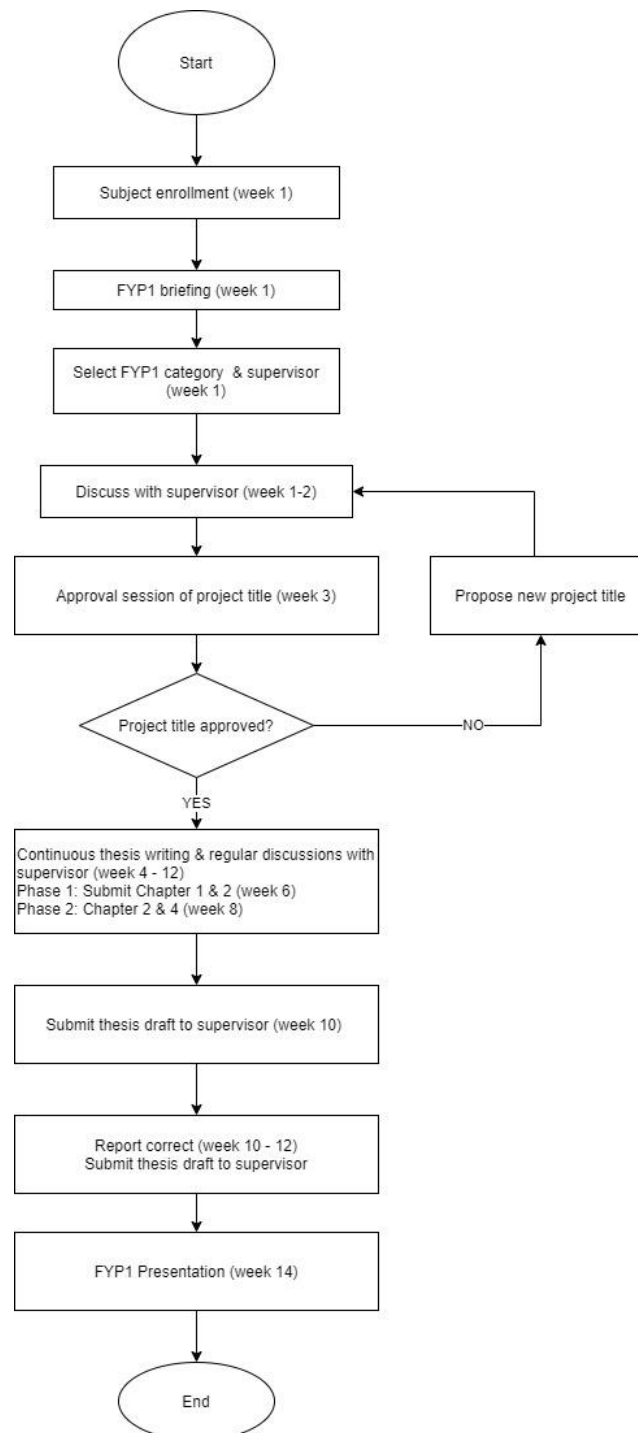 Start
Subject enrollment (week 1)
FYP1 briefing (week 1)
Select FYP1 category & supervisor
(week 1)
Discuss with supervisor (week 1-2)
Approval session of project title (week 3)
Propose new project title
Project title approved?
NO
YES
Continuous thesis writing & regular discussions with
supervisor (week 4 - 12)
Phase 1: Submit Chapter 1 & 2 (week 6)
Phase 2: Chapter 2 & 4 (week 8)
Submit thesis draft to supervisor (week 10)
Report correct (week 10 - 12)
Submit thesis draft to supervisor
FYP1 Presentation (week 14)
End